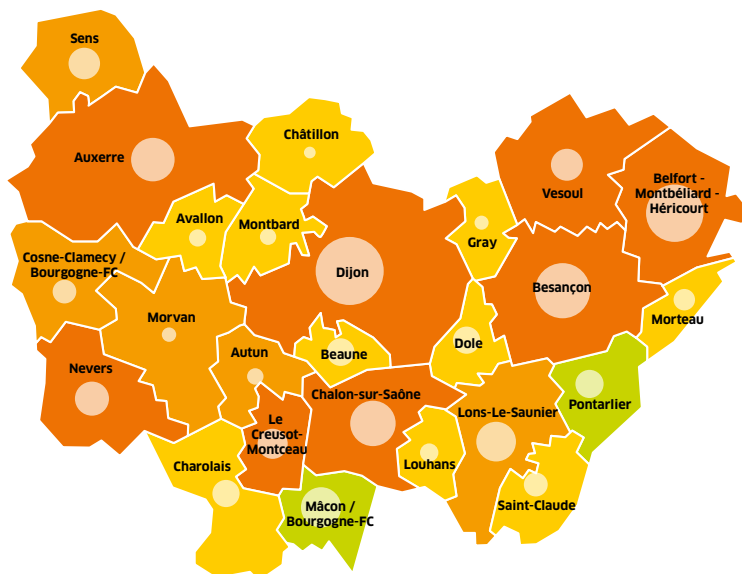 Sens
Châtillon
Auxerre
Vesoul
Belfort -
Montbéliard -
Héricourt
Avallon
Montbard
Gray
Cosne-Clamecy /
Bourgogne-FC
Dijon
Besançon
Morvan
Morteau
Autun
Beaune
Dole
Nevers
Chalon-sur-Saône
Pontarlier
Lons-Le-Saunier
Le
Creusot-
Montceau
Charolais
Louhans
Mâcon /
Bourgogne-FC
Saint-Claude